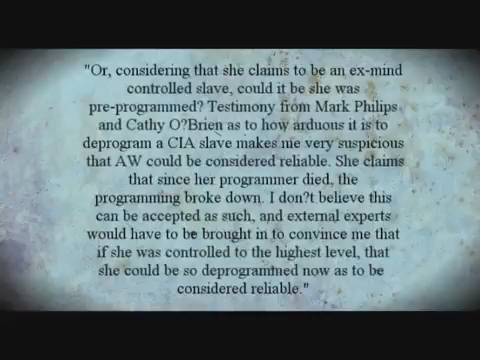 "Or, considering that she claims to be an ex-mind
controlled slave, could it be she was
pre-programmed? Testimony from Mark Philips
and Cathy O?Brien as to how arduous it is to
deprogram a CIA slave makes me very suspicious
that AW could be considered reliable. She claims
that since her programmer died, the
programming broke down. I don?t believe this
can be accepted as such, and external experts
would have to be brought in to convince me that
if she was controlled to the highest level, that
she could be so deprogrammed now as to be
considered reliable."